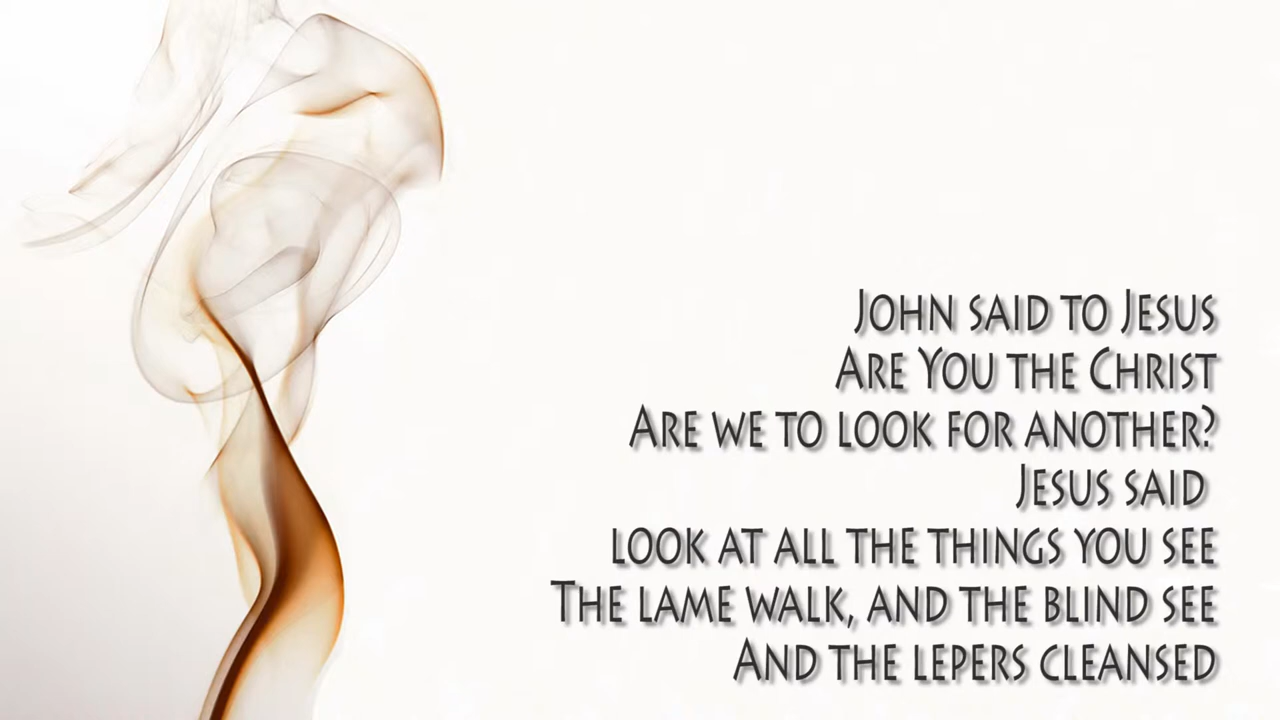 John said to Jesus
Are You the Christ
Are we to look for another?
Jesus said
look at all the things you see
The lame walk, and the blind see
And the lepers cleansed